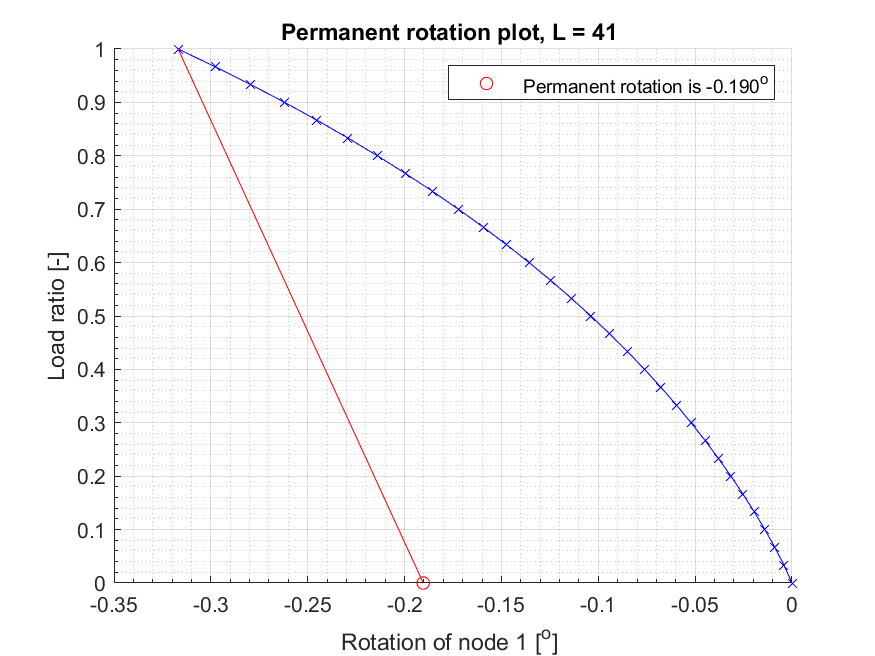 Permanent rotation plot, L = 41
Permanent rotation is -0.190°
Load ratio [-]
1
0.9
0.8
0.7
0.6
0.5
0.4
0.3
0.2
0.1
0
-0.35 -0.3 -0.25 -0.2 -0.15 -0.1 -0.05 0
Rotation of node 1 [°]